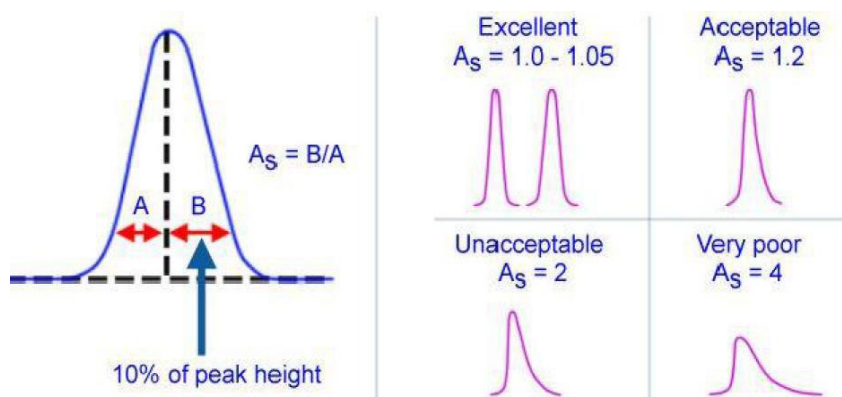 Excellent
As = 1.0 - 1.05
Acceptable
As = 1.2
As = B/A
A
B
Unacceptable
As = 2
Very poor
As = 4
10% of peak height